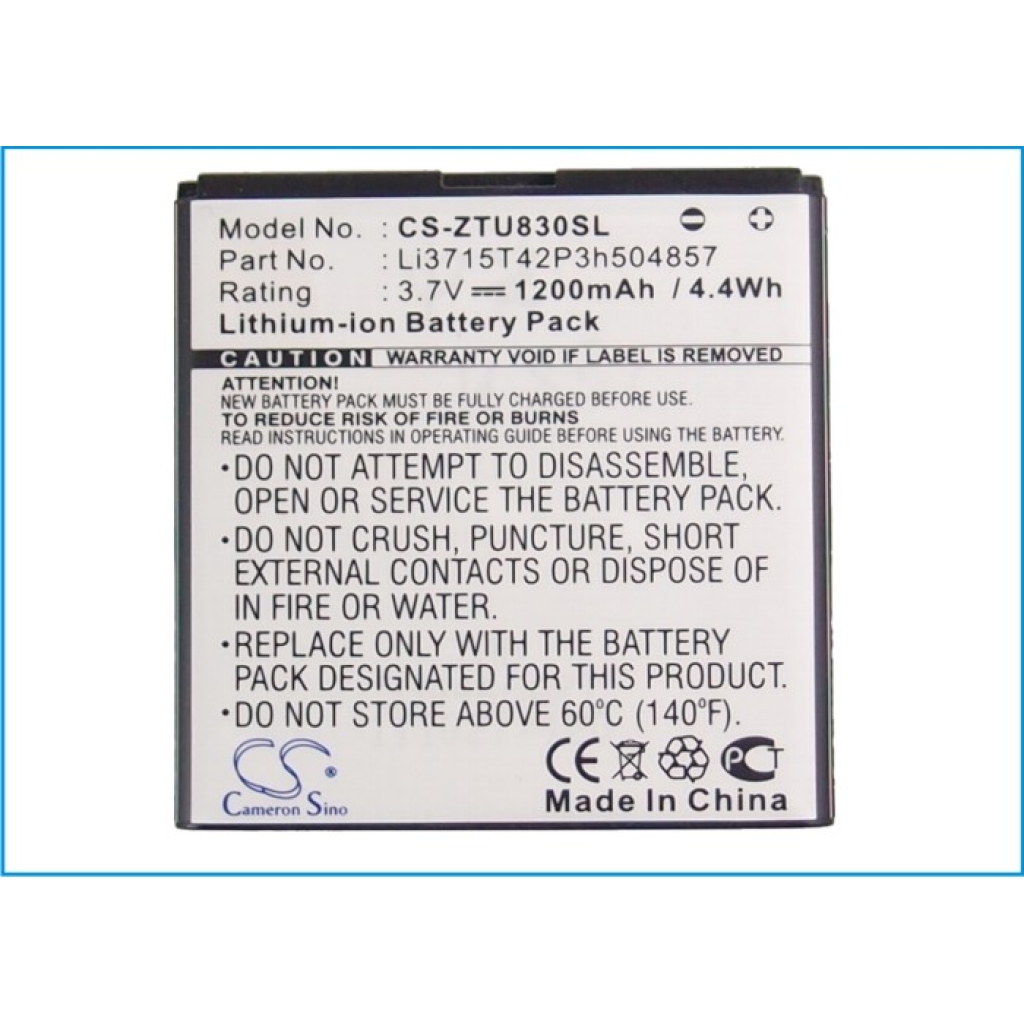 Model No. : CS-ZTU830SL
Part No. : Li3715T42P3h504857
Rating : 3.7V 1200mAh / 4.4Wh
Lithium-ion Battery Pack
CAUTION WARRANTY VOID IF LABEL IS REMOVED
ATTENTION!
NEW BATTERY PACK MUST BE FULLY CHARGED BEFORE USE.
TO REDUCE RISK OF FIRE OR BURNS
READ INSTRUCTIONS IN OPERATING GUIDE BEFORE USING THE BATTERY.
•DO NOT ATTEMPT TO DISASSEMBLE,
OPEN OR SERVICE THE BATTERY PACK.
•DO NOT CRUSH, PUNCTURE, SHORT
EXTERNAL CONTACTS OR DISPOSE OF
IN FIRE OR WATER.
•REPLACE ONLY WITH THE BATTERY
PACK DESIGNATED FOR THIS PRODUCT.
•DO NOT STORE ABOVE 60°C (140°F).
CS®
Cameron Sino
CE
Made In China